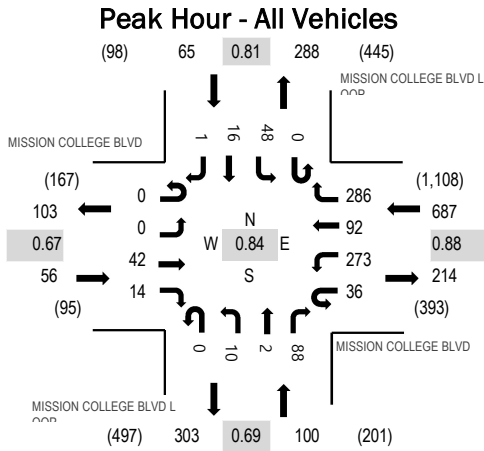 Peak Hour - All Vehicles
(98) 65 0.81 288 (445)
MISSION COLLEGE BLVD L
OOR
MISSION COLLEGE BLVD
1 16 48 0
(167) (1,108)
0 286
103 687
0 92
N
0.67 W 0.84 E 0.88
42 273
S
56 214
14 36
(95) (393)
0 10 2 88
MISSION COLLEGE BLVD
MISSION COLLEGE BLVD L
(497) 303 0.69 100 (201)